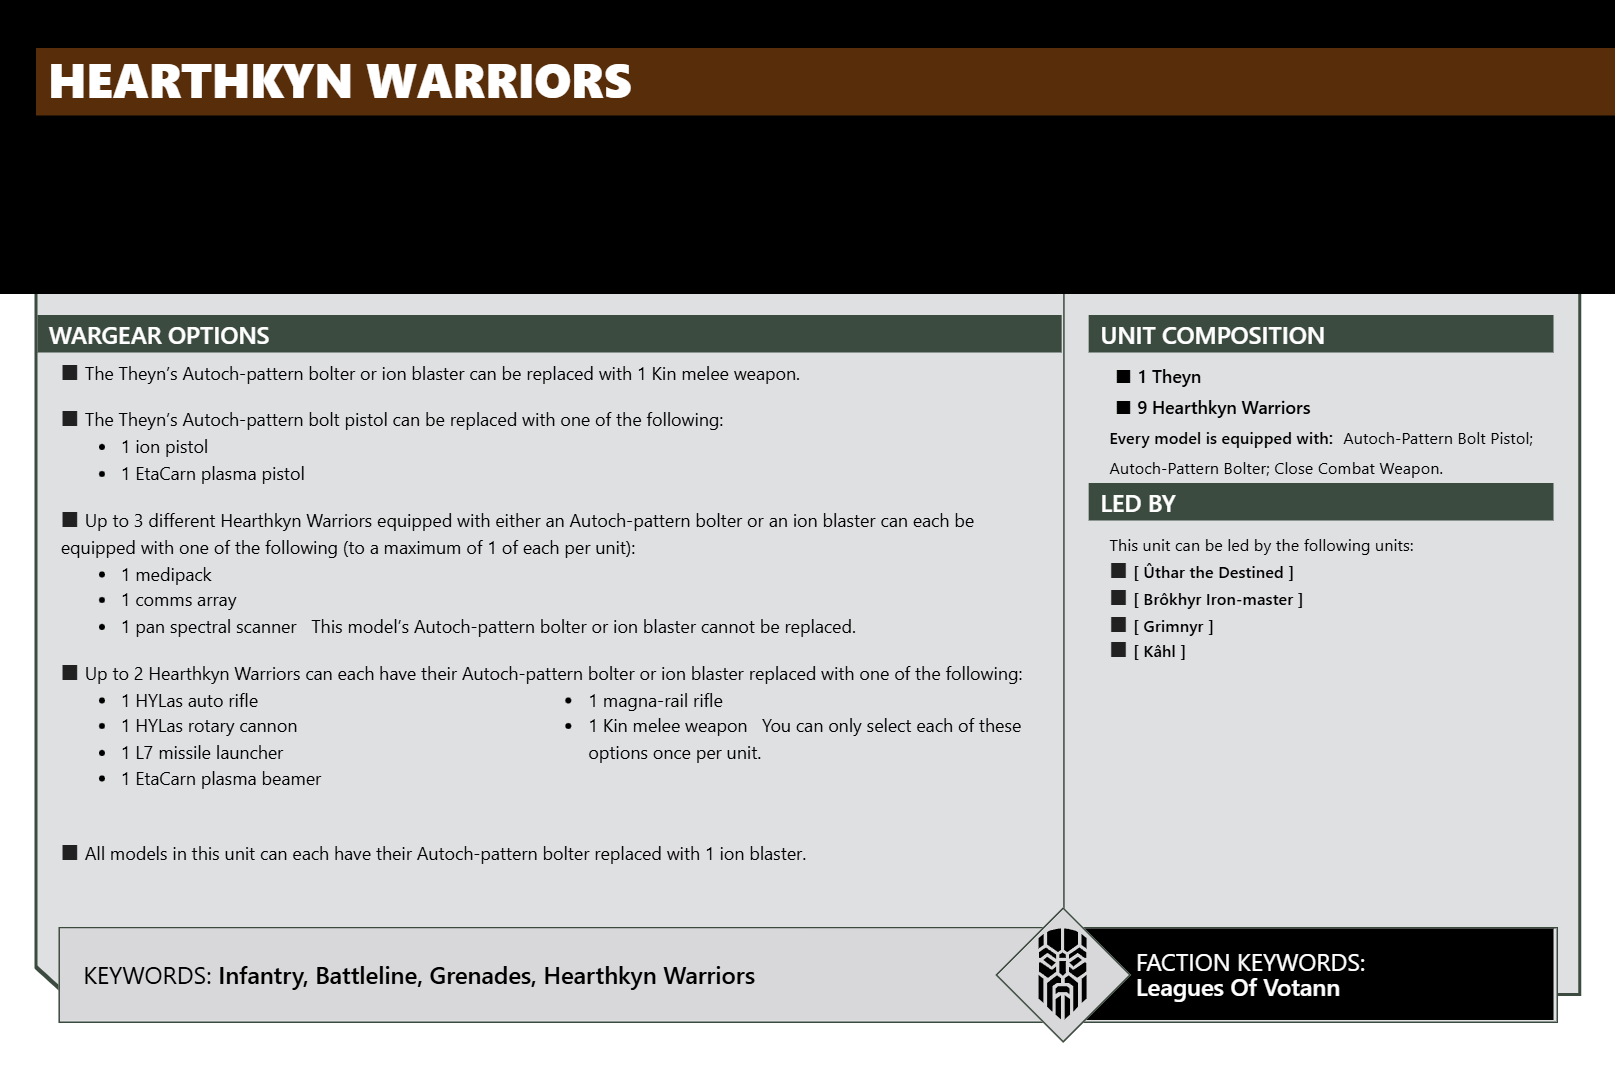 HEARTHKYN WARRIORS
WARGEAR OPTIONS
■ The Theyn’s Autoch-pattern bolter or ion blaster can be replaced with 1 Kin melee weapon.
■ The Theyn’s Autoch-pattern bolt pistol can be replaced with one of the following:
• 1 ion pistol
• 1 EtaCarn plasma pistol
■ Up to 3 different Hearthkyn Warriors equipped with either an Autoch-pattern bolter or an ion blaster can each be
equipped with one of the following (to a maximum of 1 of each per unit):
• 1 medipack
• 1 comms array
• 1 pan spectral scanner This model’s Autoch-pattern bolter or ion blaster cannot be replaced.
■ Up to 2 Hearthkyn Warriors can each have their Autoch-pattern bolter or ion blaster replaced with one of the following:
• 1 HYLas auto rifle
• 1 HYLas rotary cannon
• 1 L7 missile launcher
• 1 EtaCarn plasma beamer
• 1 magna-rail rifle
• 1 Kin melee weapon You can only select each of these
options once per unit.
■ All models in this unit can each have their Autoch-pattern bolter replaced with 1 ion blaster.
UNIT COMPOSITION
■ 1 Theyn
■ 9 Hearthkyn Warriors
Every model is equipped with: Autoch-Pattern Bolt Pistol;
Autoch-Pattern Bolter; Close Combat Weapon.
LED BY
This unit can be led by the following units:
■ [ Ûthar the Destined ]
■ [ Brôkhyr Iron-master ]
■ [ Grimnyr ]
■ [ Kâhl ]
KEYWORDS: Infantry, Battleline, Grenades, Hearthkyn Warriors
FACTION KEYWORDS:
Leagues Of Votann